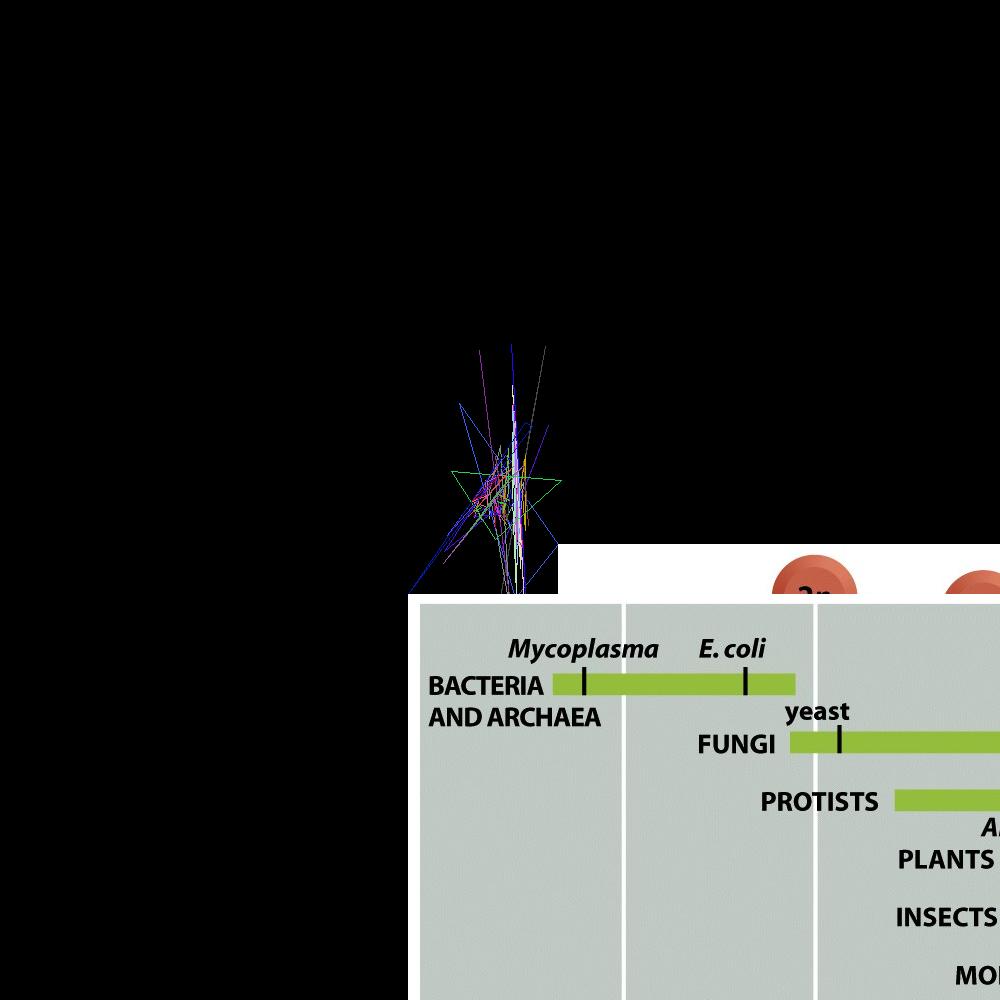 Mycoplasma E. coli
BACTERIA
AND ARCHAEA
yeast
FUNGI
PROTISTS
PLANTS
INSECTS